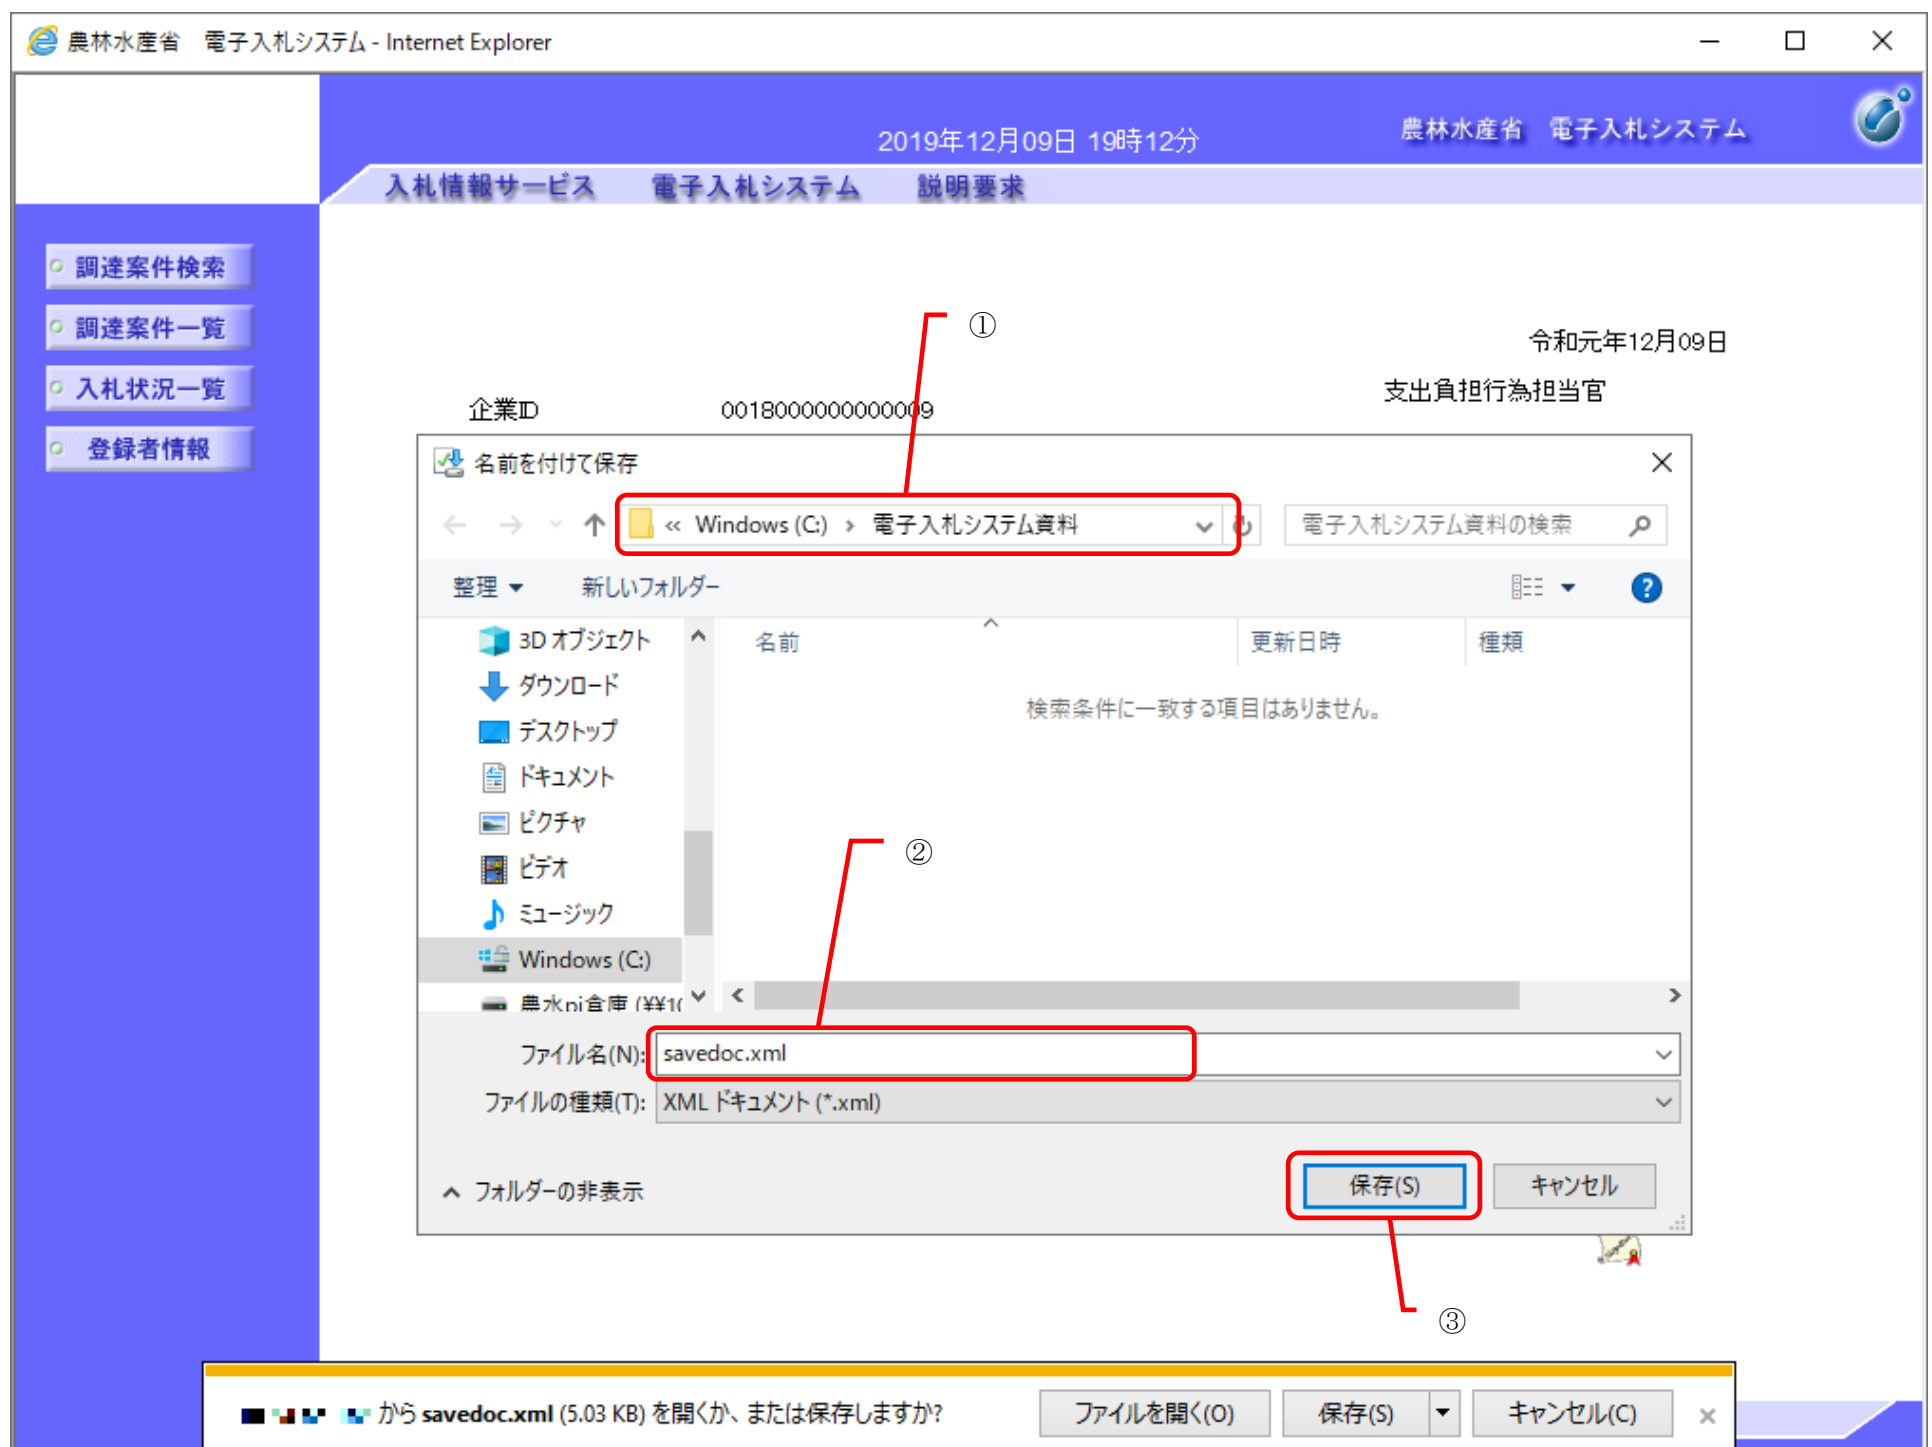 農林水産省　電子入札システム - Internet Explorer
2019年12月09日 19時12分
農林水産省　電子入札システム
入札情報サービス　電子入札システム　説明要求
調達案件検索
調達案件一覧
入札状況一覧
登録者情報
①
令和元年12月09日
支出負担行為担当官
企業ID 0018000000000009
名前を付けて保存
« Windows (C:) › 電子入札システム資料
電子入札システム資料の検索
整理 新しいフォルダー
名前 更新日時 種類
検索条件に一致する項目はありません。
3D オブジェクト
ダウンロード
デスクトップ
ドキュメント
ピクチャ
ビデオ
ミュージック
Windows (C:)
農水pi倉庫 (¥¥10
②
ファイル名(N): savedoc.xml
ファイルの種類(T): XML ドキュメント (*.xml)
フォルダーの非表示
保存(S) キャンセル
③
から savedoc.xml (5.03 KB) を開くか、または保存しますか?
ファイルを開く(O) 保存(S) キャンセル(C) ×